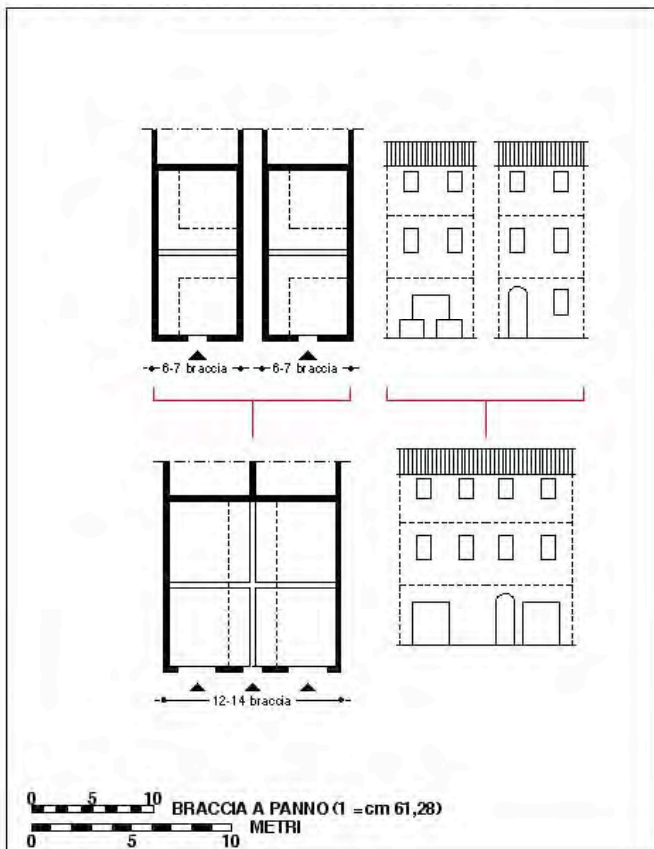 6-7 braccia 6-7 braccia
12-14 braccia
0 5 10
BRACCIA A PANNO (1 = cm 61,28)
METRI
0 5 10